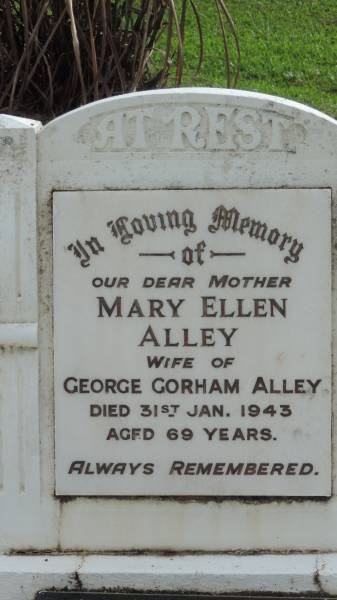 AT REST
In Loving Memory
of
OUR DEAR MOTHER
MARY ELLEN
ALLEY
WIFE OF
GEORGE GORHAM ALLEY
DIED 31ST JAN. 1943
AGED 69 YEARS.
ALWAYS REMEMBERED.